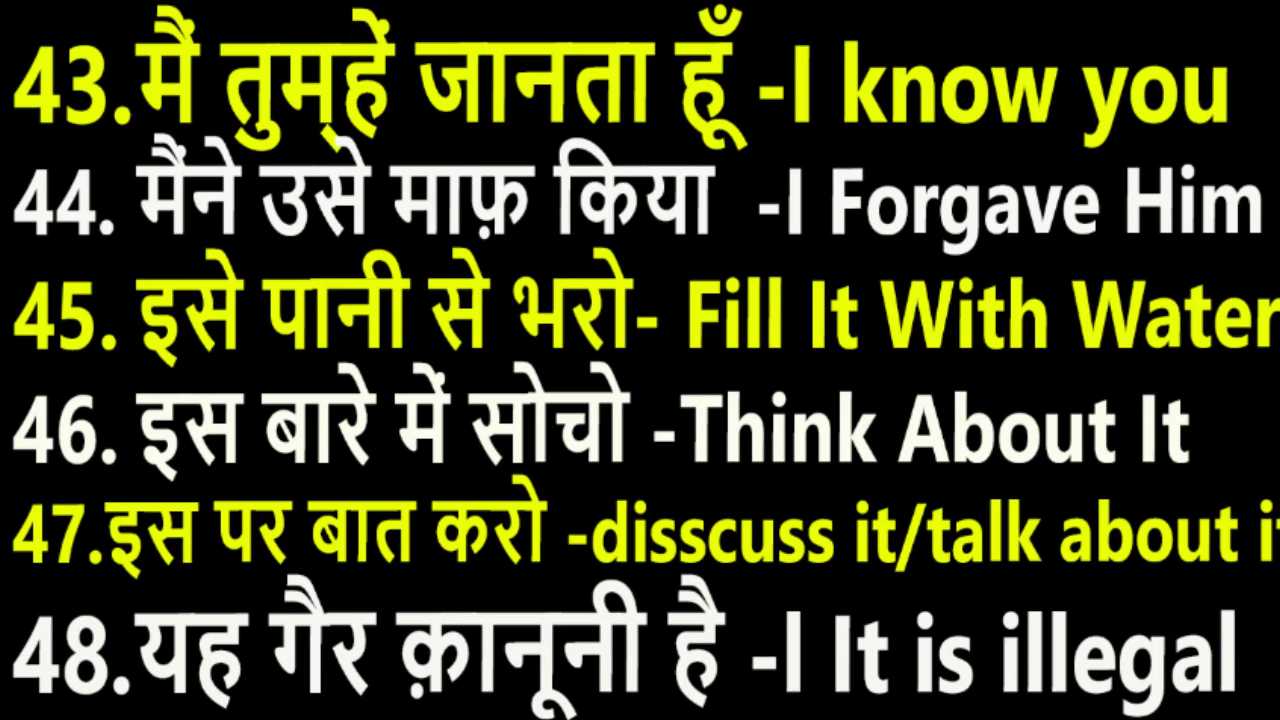 43.मैं तुम्हें जानता हूँ -I know you
44. मैंने उसे माफ़ किया -I Forgave Him
45. इसे पानी से भरो- Fill It With Water
46. इस बारे में सोचो -Think About It
47.इस पर बात करो -disscuss it/talk about it
48.यह गैर क़ानूनी है -l It is illegal